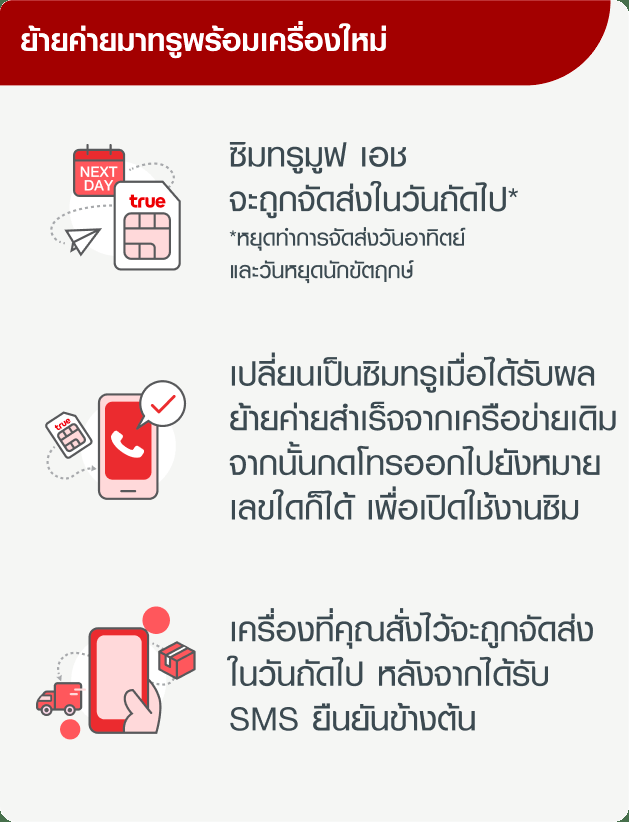 ย้ายค่ายมาทรูพร้อมเครื่องใหม่
NEXT
DAY
true
ซิมทรูมูฟ เอช
จะถูกจัดส่งในวันถัดไป*
*หยุดทำการจัดส่งวันอาทิตย์
และวันหยุดนักขัตฤกษ์
true
เปลี่ยนเป็นซิมทรูเมื่อได้รับผล
ย้ายค่ายสำเร็จจากเครือข่ายเดิม
จากนั้นกดโทรออกไปยังหมาย
เลขใดก็ได้ เพื่อเปิดใช้งานซิม
เครื่องที่คุณสั่งไว้จะถูกจัดส่ง
ในวันถัดไป หลังจากได้รับ
SMS ยืนยันข้างต้น